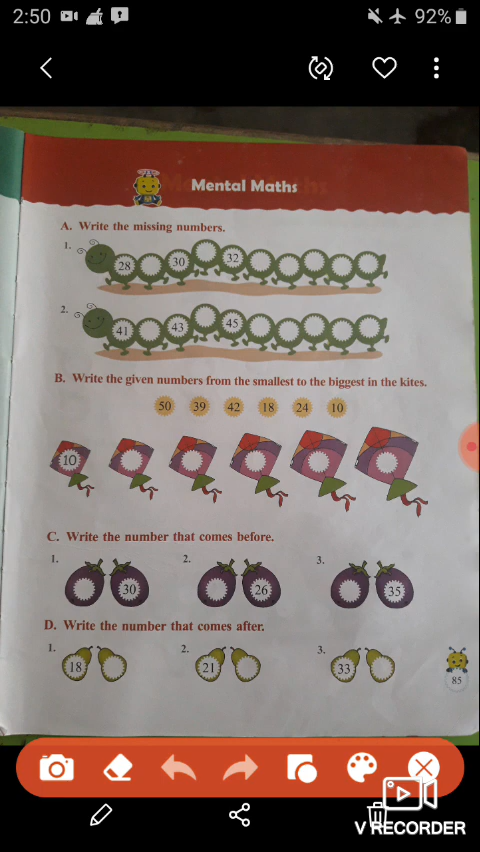 2:50
92%
Mental Maths
A. Write the missing numbers.
1.
28 30 32
2.
41 43 45
B. Write the given numbers from the smallest to the biggest in the kites.
50 39 42 18 24 10
10
C. Write the number that comes before.
1. 2. 3.
30 26 35
D. Write the number that comes after.
1. 2. 3.
18 21 33
85
V RECORDER